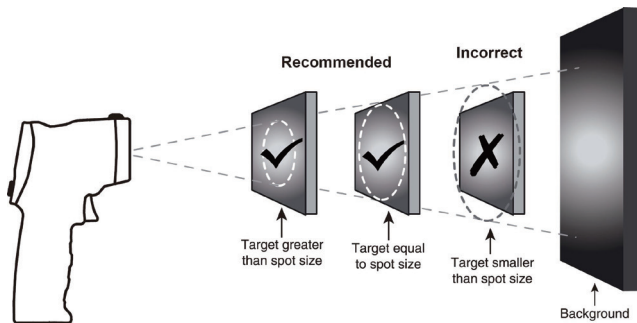 Recommended
Incorrect
Target greater
than spot size
Target equal
to spot size
Target smaller
than spot size
Background